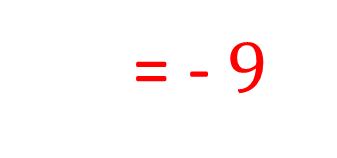 = - 9